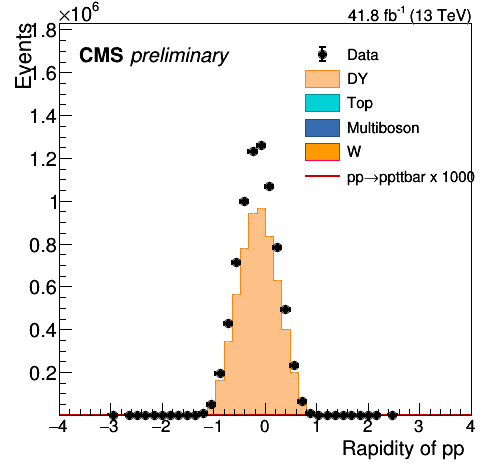 ×10⁶
41.8 fb⁻¹ (13 TeV)
Events
CMS preliminary
Data
DY
Top
Multiboson
W
pp→ppttbar x 1000
1.8
1.6
1.4
1.2
1
0.8
0.6
0.4
0.2
−4 −3 −2 −1 0 1 2 3 4
Rapidity of pp